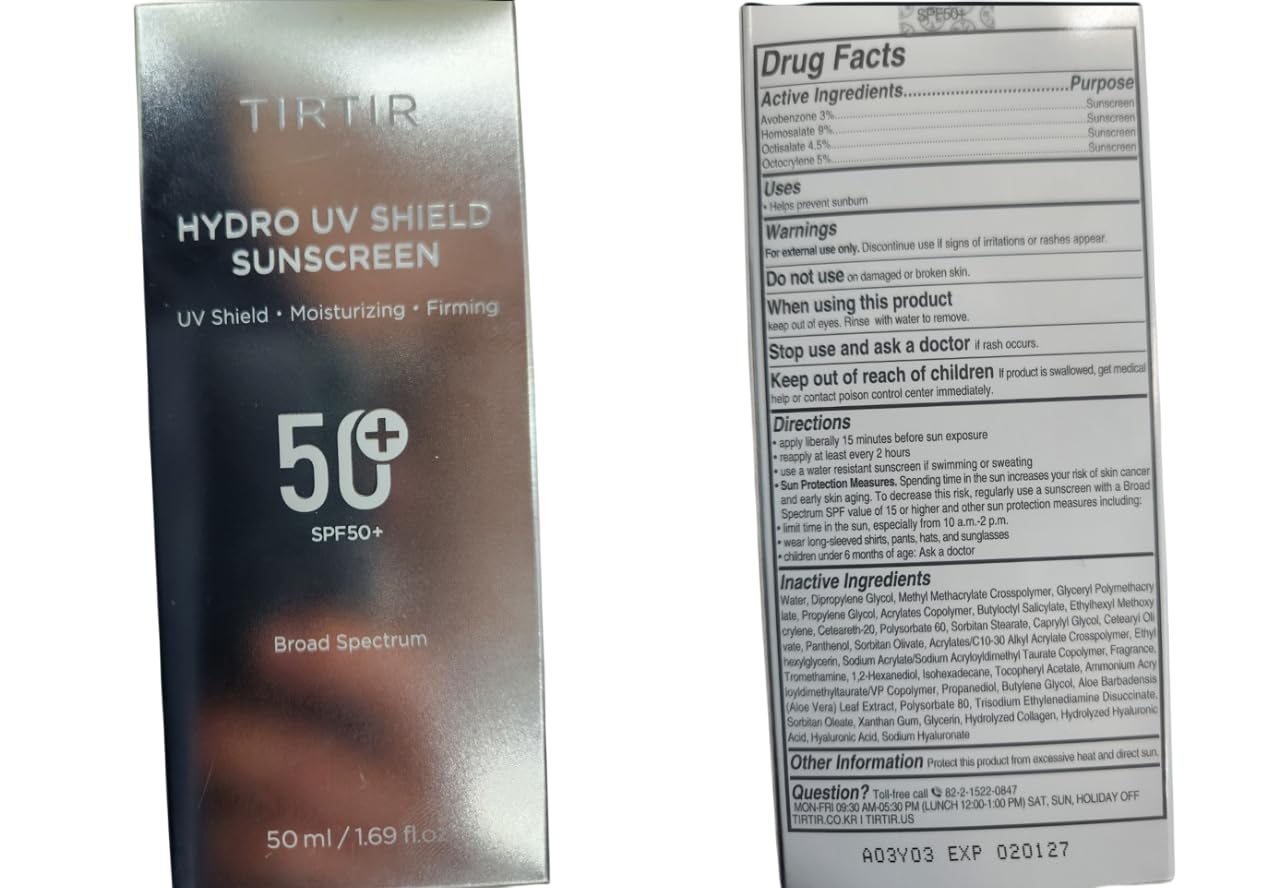 TIRTIR
HYDRO UV SHIELD
SUNSCREEN
UV Shield • Moisturizing • Firming
50+
SPF50+
Broad Spectrum
50 ml / 1.69 fl.oz
SPF50+
Drug Facts
Active Ingredients......................................Purpose
Avobenzone 3%......................................Sunscreen
Homosalate 9%......................................Sunscreen
Octisalate 4.5%......................................Sunscreen
Octocrylene 5%......................................Sunscreen
Uses
• Helps prevent sunburn
Warnings
For external use only. Discontinue use if signs of irritations or rashes appear.
Do not use on damaged or broken skin.
When using this product
keep out of eyes. Rinse with water to remove.
Stop use and ask a doctor if rash occurs.
Keep out of reach of children If product is swallowed, get medical
help or contact poison control center immediately.
Directions
• apply liberally 15 minutes before sun exposure
• reapply at least every 2 hours
• use a water resistant sunscreen if swimming or sweating
• Sun Protection Measures. Spending time in the sun increases your risk of skin cancer
and early skin aging. To decrease this risk, regularly use a sunscreen with a Broad
Spectrum SPF value of 15 or higher and other sun protection measures including:
• limit time in the sun, especially from 10 a.m.-2 p.m.
• wear long-sleeved shirts, pants, hats, and sunglasses
• children under 6 months of age: Ask a doctor
Inactive Ingredients
Water, Dipropylene Glycol, Methyl Methacrylate Crosspolymer, Glyceryl Polymethacry
late, Propylene Glycol, Acrylates Copolymer, Butyloctyl Salicylate, Ethylhexyl Methoxy
crylene, Ceteareth-20, Polysorbate 60, Sorbitan Stearate, Caprylyl Glycol, Cetearyl Oli
vate, Panthenol, Sorbitan Olivate, Acrylates/C10-30 Alkyl Acrylate Crosspolymer, Ethyl
hexylglycerin, Sodium Acrylate/Sodium Acryloyldimethyl Taurate Copolymer, Fragrance,
Tromethamine, 1,2-Hexanediol, Isohexadecane, Tocopheryl Acetate, Ammonium Acry
loyldimethyltaurate/VP Copolymer, Propanediol, Butylene Glycol, Aloe Barbadensis
(Aloe Vera) Leaf Extract, Polysorbate 80, Trisodium Ethylenediamine Disuccinate,
Sorbitan Oleate, Xanthan Gum, Glycerin, Hydrolyzed Collagen, Hydrolyzed Hyaluronic
Acid, Hyaluronic Acid, Sodium Hyaluronate
Other Information Protect this product from excessive heat and direct sun.
Question? Toll-free call 82-2-1522-0847
MON-FRI 09:30 AM-05:30 PM (LUNCH 12:00-1:00 PM) SAT, SUN, HOLIDAY OFF
TIRTIR.CO.KR I TIRTIR.US
A03Y03 EXP 020127